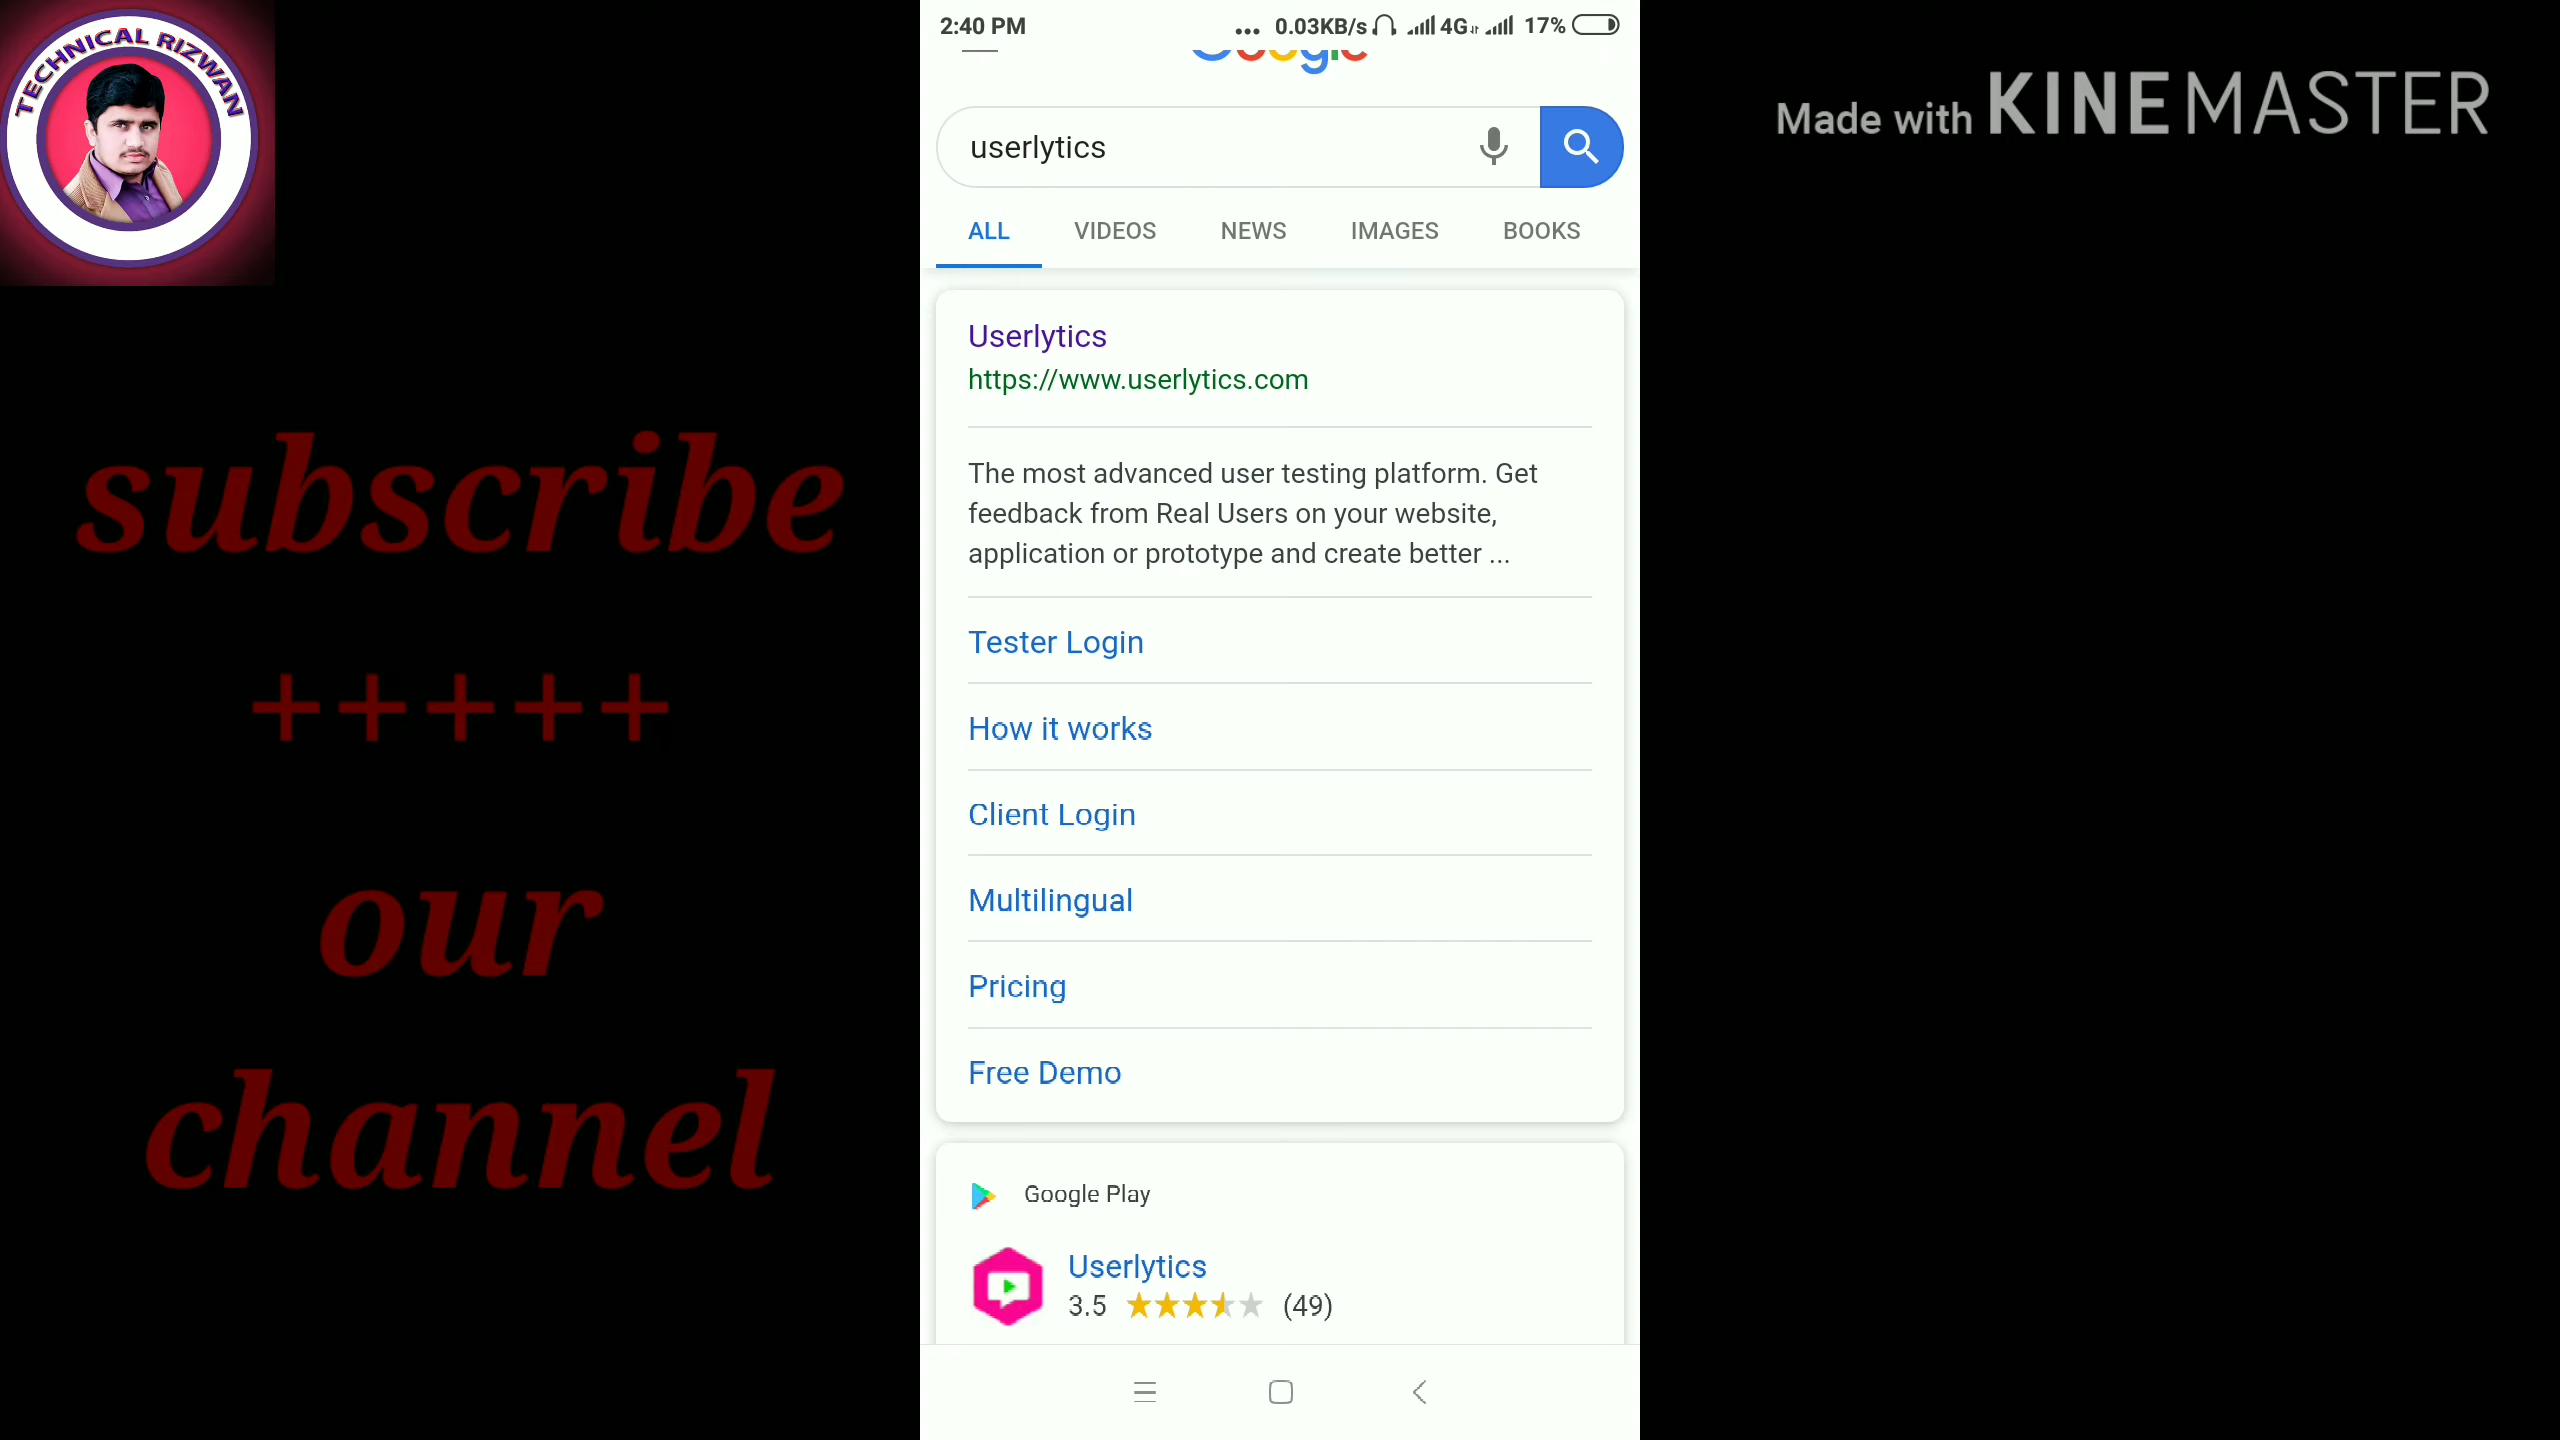 TECHNICAL RIZWAN
subscribe
+++++
our
channel
2:40 PM
... 0.03KB/s 4G 17%
Google
userlytics
ALL VIDEOS NEWS IMAGES BOOKS
Userlytics
https://www.userlytics.com
The most advanced user testing platform. Get
feedback from Real Users on your website,
application or prototype and create better ...
Tester Login
How it works
Client Login
Multilingual
Pricing
Free Demo
Google Play
Userlytics
3.5 (49)
Made with KINEMASTER